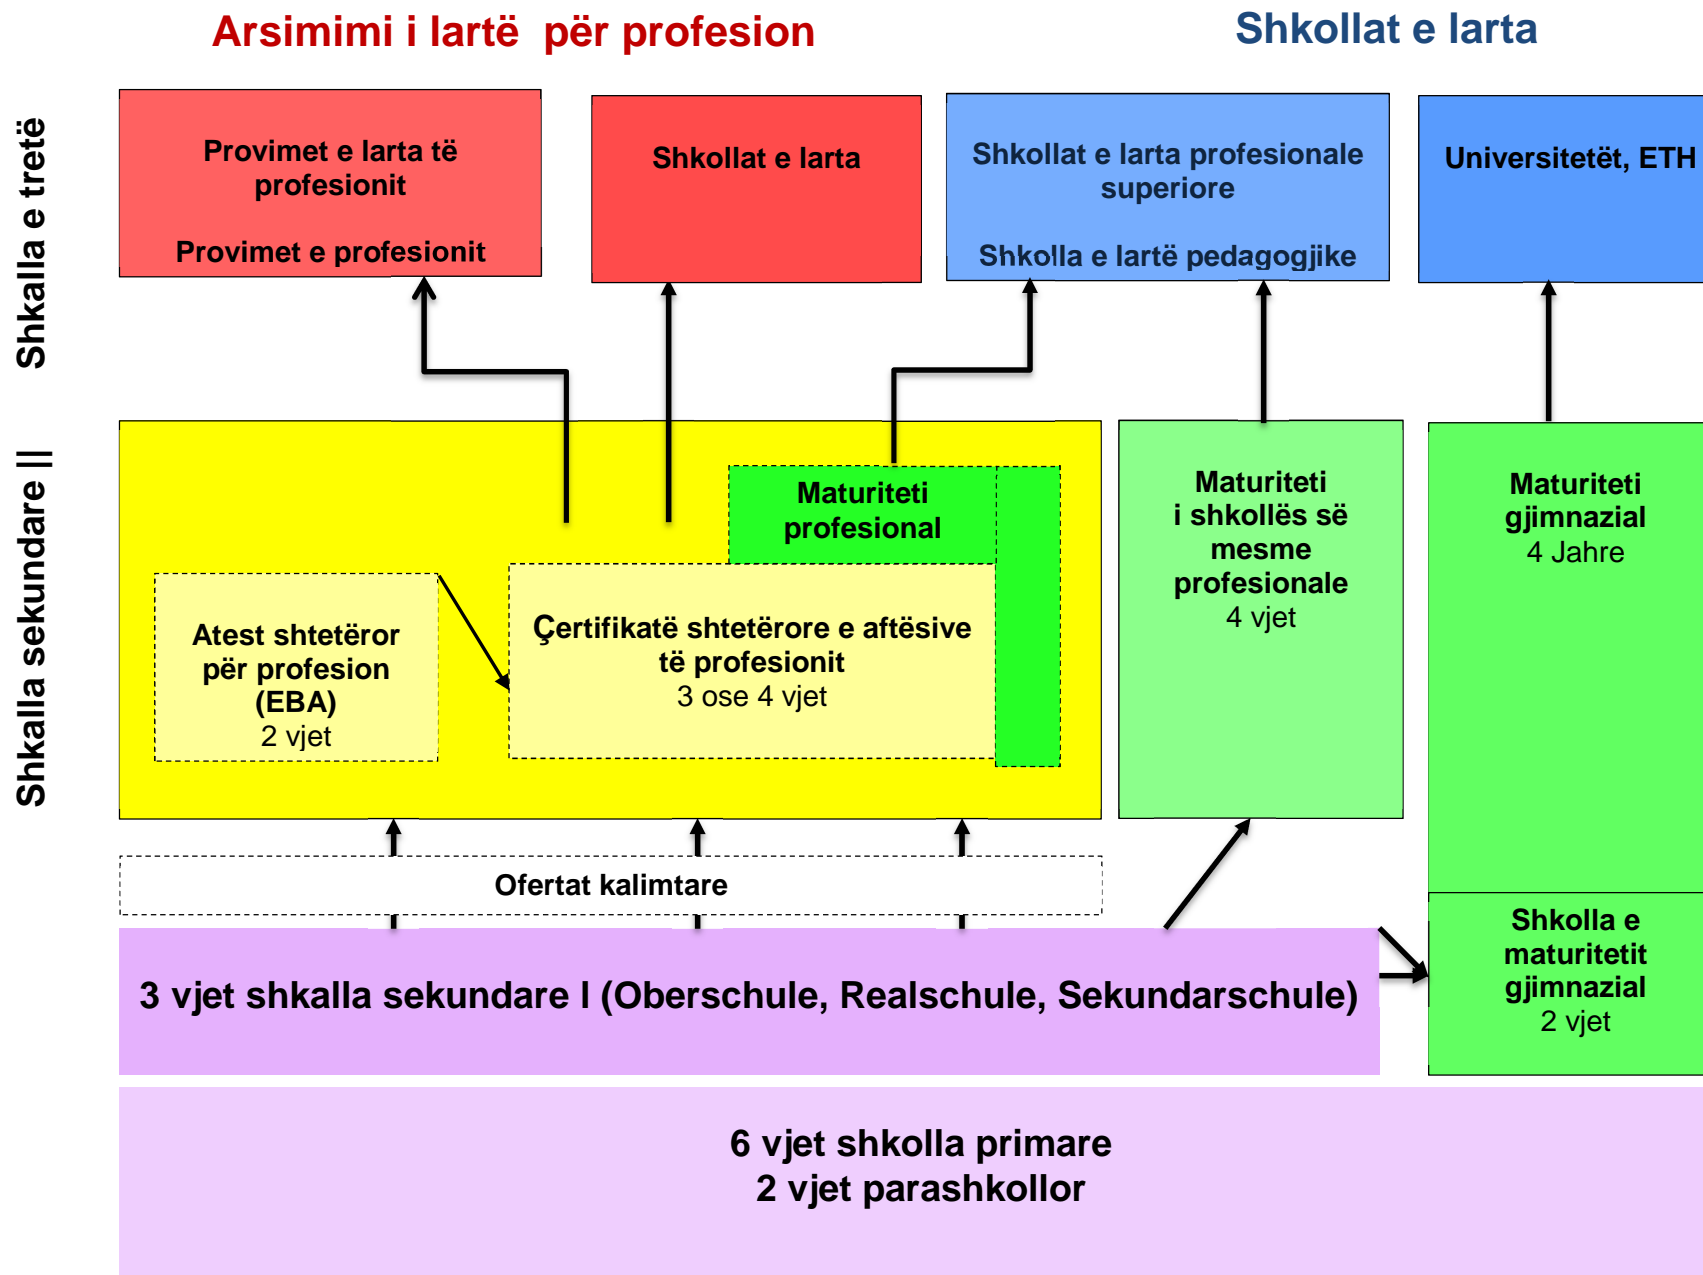 Arsimimi i lartë për profesion
Shkollat e larta
Shkalla e tretë
Provimet e larta të
profesionit
Provimet e profesionit
Shkollat e larta
Shkollat e larta profesionale
superiore
Shkolla e lartë pedagogjike
Universitetët, ETH
Shkalla sekundare ||
Maturiteti
profesional
Atest shtetëror
për profesion
(EBA)
2 vjet
Çertifikatë shtetërore e aftësive
të profesionit
3 ose 4 vjet
Maturiteti
i shkollës së
mesme
profesionale
4 vjet
Maturiteti
gjimnazial
4 Jahre
Ofertat kalimtare
3 vjet shkalla sekundare I (Oberschule, Realschule, Sekundarschule)
Shkolla e
maturitetit
gjimnazial
2 vjet
6 vjet shkolla primare
2 vjet parashkollor